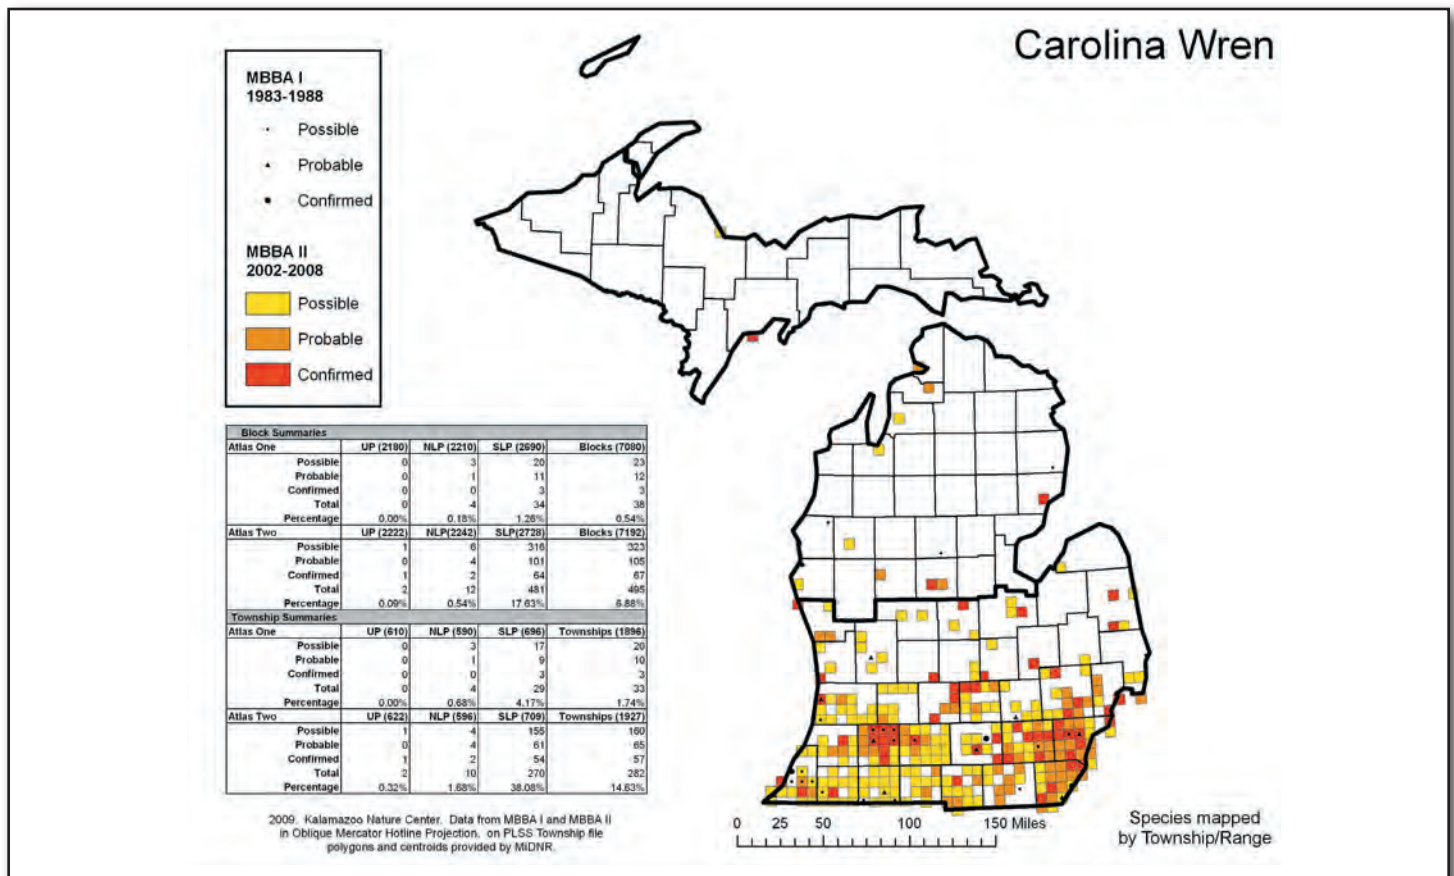 Carolina Wren
MBBA I
1983-1988
Possible
Probable
Confirmed
MBBA II
2002-2008
Possible
Probable
Confirmed
Block Summaries
Atlas One UP (2180) NLP (2210) SLP (2690) Blocks (7080)
Possible 0 3 20 23
Probable 0 1 11 12
Confirmed 0 0 3 3
Total 0 4 34 38
Percentage 0.00% 0.18% 1.26% 0.54%
Atlas Two UP (2222) NLP(2242) SLP(2728) Blocks (7192)
Possible 1 6 316 323
Probable 0 4 101 105
Confirmed 1 2 64 67
Total 2 12 481 495
Percentage 0.09% 0.54% 17.63% 6.88%
Township Summaries
Atlas One UP (610) NLP (590) SLP (696) Townships (1896)
Possible 0 3 17 20
Probable 0 1 9 10
Confirmed 0 0 3 3
Total 0 4 29 33
Percentage 0.00% 0.68% 4.17% 1.74%
Atlas Two UP (622) NLP (596) SLP (709) Townships (1927)
Possible 1 4 155 160
Probable 0 4 61 65
Confirmed 1 2 54 57
Total 2 10 270 282
Percentage 0.32% 1.68% 38.08% 14.63%
2009. Kalamazoo Nature Center. Data from MBBA I and MBBA II
in Oblique Mercator Hotline Projection. on PLSS Township file
polygons and centroids provided by MiDNR.
0 25 50 100 150 Miles
Species mapped
by Township/Range